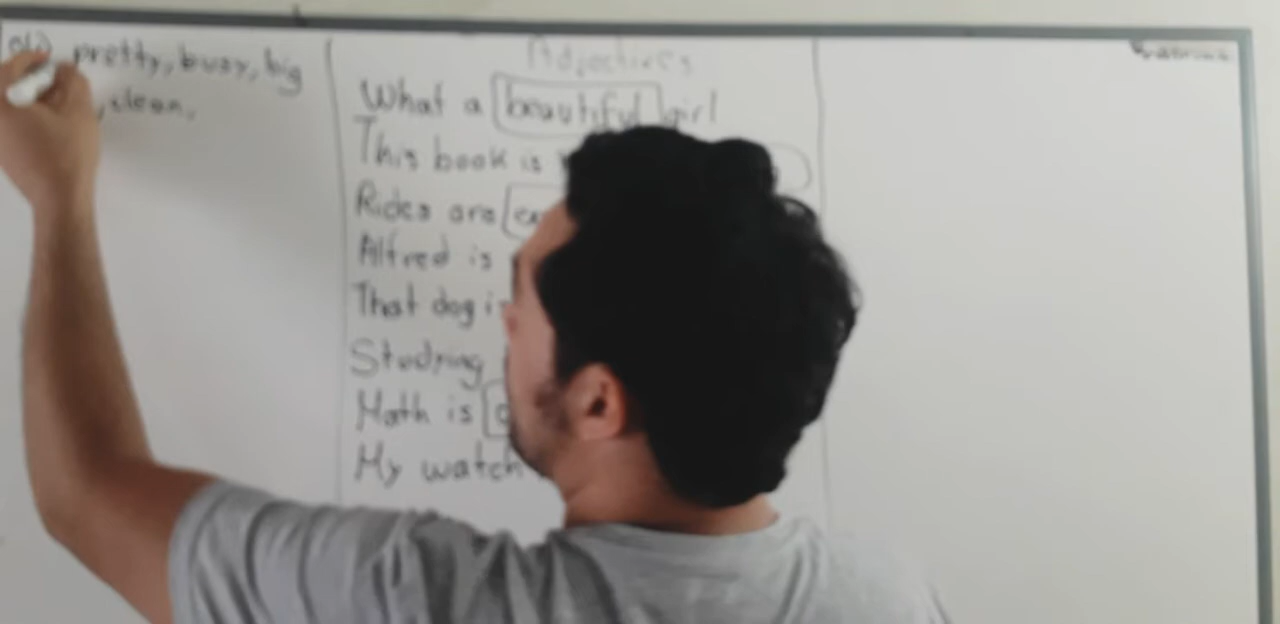 pretty, busy, big
, clean,
Adjectives
What a beautiful girl
This book is
Rides are
Alfred is
That dog is
Studying
Math is
My watch